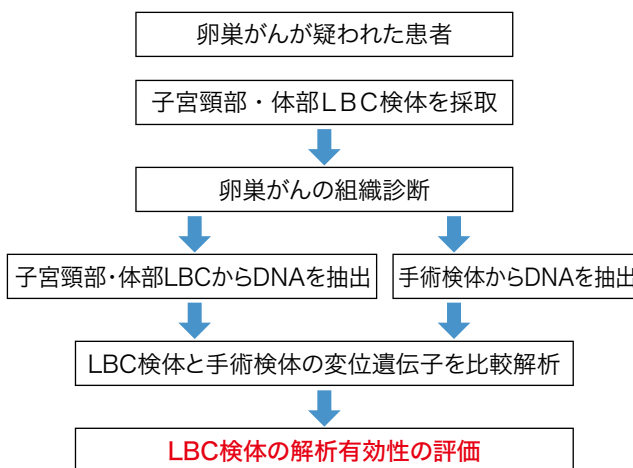 卵巣がんが疑われた患者
子宮頸部・体部LBC検体を採取
卵巣がんの組織診断
子宮頸部・体部LBCからDNAを抽出
手術検体からDNAを抽出
LBC検体と手術検体の変位遺伝子を比較解析
LBC検体の解析有効性の評価